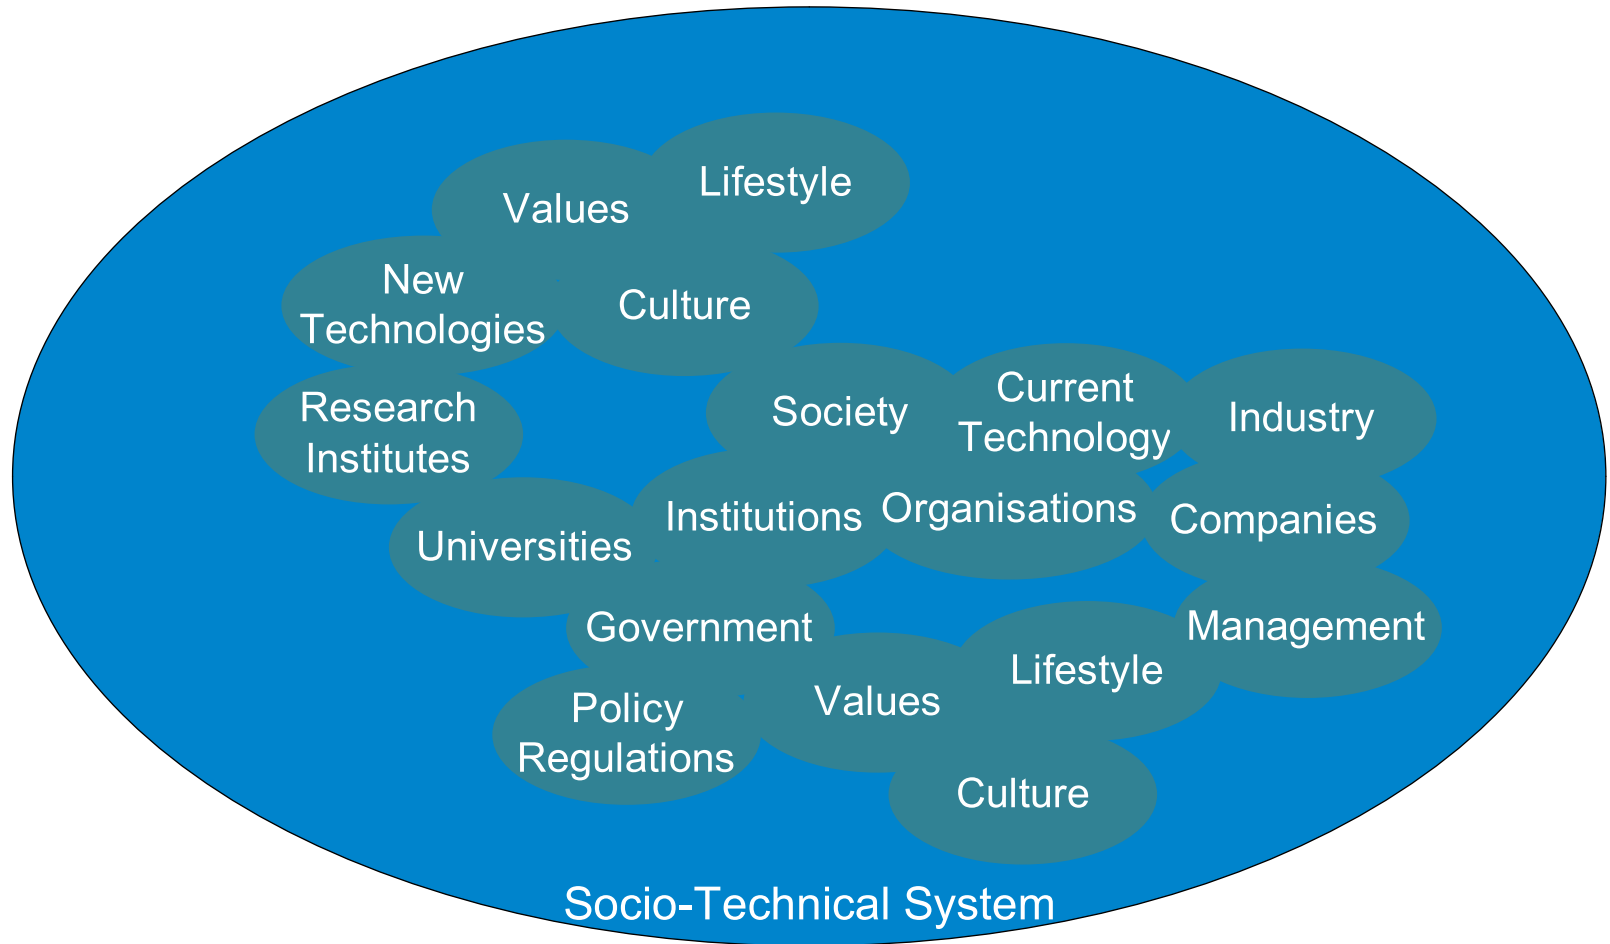 Lifestyle
Values
New
Technologies
Culture
Research
Institutes
Society
Current
Technology
Industry
Universities
Institutions
Organisations
Companies
Government
Management
Policy
Regulations
Values
Lifestyle
Culture
Socio-Technical System